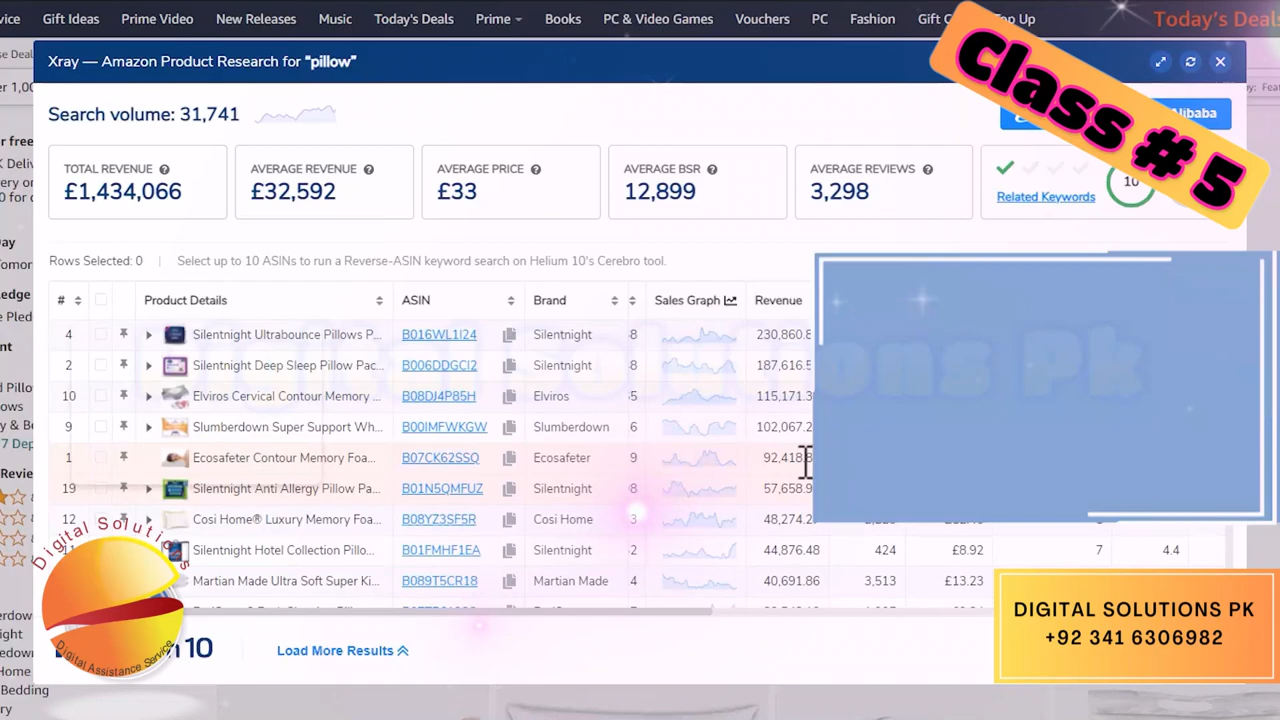 vice Gift Ideas Prime Video New Releases Music Today's Deals Prime Books PC & Video Games Vouchers PC Fashion Top Up
Today's Deals
Class # 5
Xray — Amazon Product Research for "pillow"
Search volume: 31,741
Alibaba
TOTAL REVENUE
£1,434,066
AVERAGE REVENUE
£32,592
AVERAGE PRICE
£33
AVERAGE BSR
12,899
AVERAGE REVIEWS
3,298
10
Related Keywords
Rows Selected: 0 Select up to 10 ASINs to run a Reverse-ASIN keyword search on Helium 10's Cerebro tool.
# Product Details ASIN Brand Sales Graph Revenue
4 Silentnight Ultrabounce Pillows P... B016WL1I24 Silentnight 8 230,860.8
2 Silentnight Deep Sleep Pillow Pac... B006DDGCI2 Silentnight 8 187,616.5
10 Elviros Cervical Contour Memory ... B08DJ4P85H Elviros 5 115,171.3
9 Slumberdown Super Support Wh... B00IMFWKGW Slumberdown 6 102,067.2
1 Ecosafeter Contour Memory Foa... B07CK62SSQ Ecosafeter 9 92,418.8
19 Silentnight Anti Allergy Pillow Pa... B01N5QMFUZ Silentnight 8 57,658.9
12 Cosi Home® Luxury Memory Foa... B08YZ3SF5R Cosi Home 3 48,274.2
11 Silentnight Hotel Collection Pillo... B01FMHF1EA Silentnight 2 44,876.48 424 £8.92 7 4.4
Martian Made Ultra Soft Super Ki... B089T5CR18 Martian Made 4 40,691.86 3,513 £13.23
10
Load More Results
Digital Solutions
Digital Assistance Service
Digital Solutions Pk
DIGITAL SOLUTIONS PK
+92 341 6306982